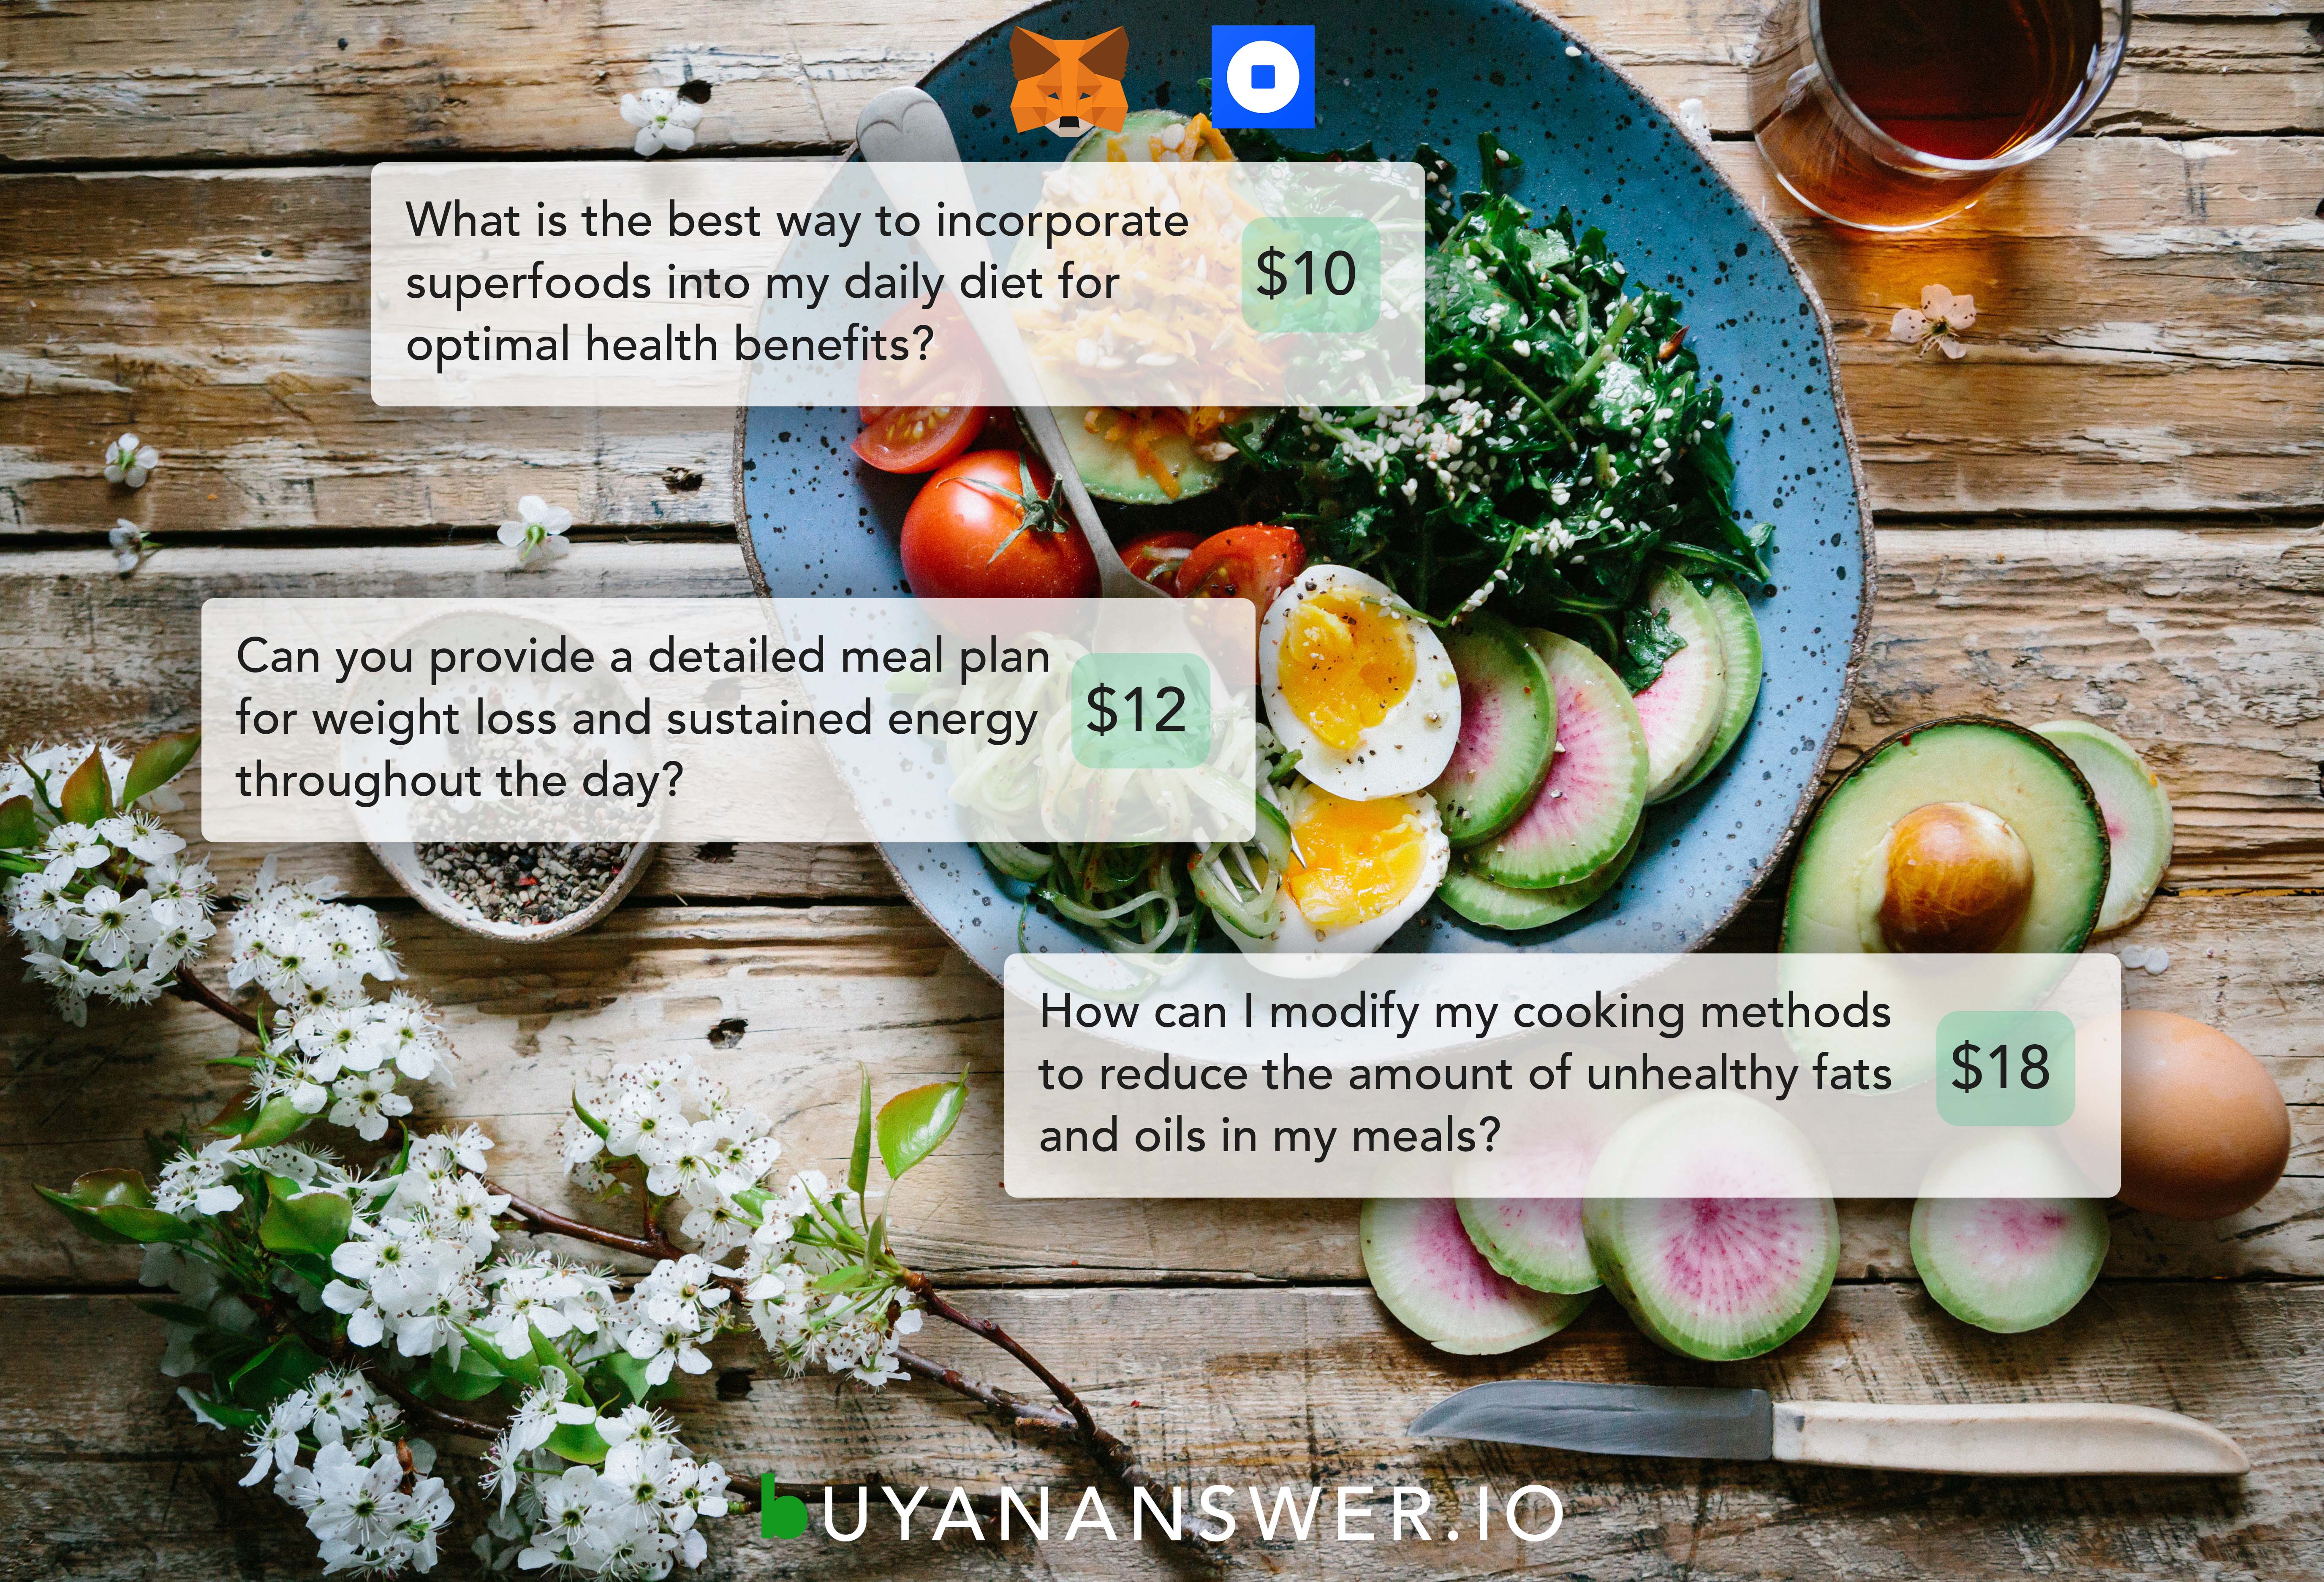 What is the best way to incorporate
superfoods into my daily diet for
optimal health benefits?
$10
Can you provide a detailed meal plan
for weight loss and sustained energy
throughout the day?
$12
How can I modify my cooking methods
to reduce the amount of unhealthy fats
and oils in my meals?
$18
bUYANANSWER.IO